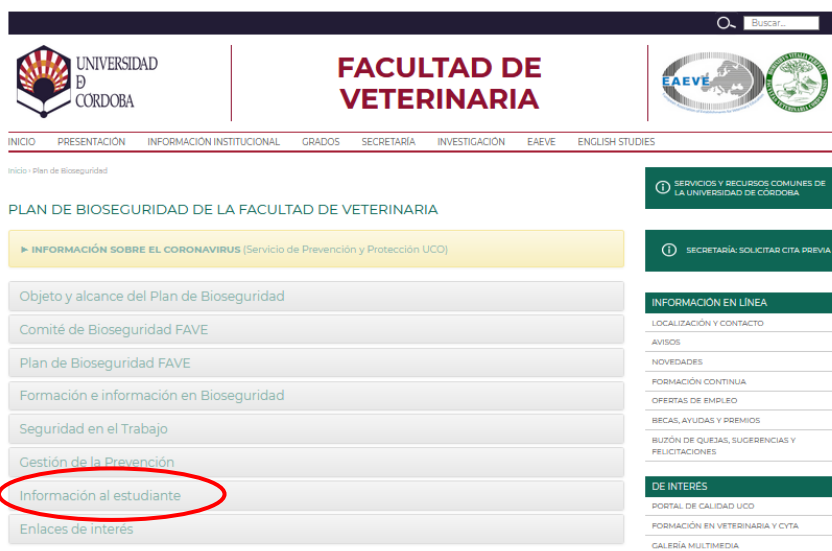 Buscar...
UNIVERSIDAD
Ð
CORDOBA
FACULTAD DE
VETERINARIA
EAEVE
INICIO PRESENTACIÓN INFORMACIÓN INSTITUCIONAL GRADOS SECRETARÍA INVESTIGACIÓN EAEVE ENGLISH STUDIES
Inicio › Plan de Bioseguridad
PLAN DE BIOSEGURIDAD DE LA FACULTAD DE VETERINARIA
► INFORMACIÓN SOBRE EL CORONAVIRUS (Servicio de Prevención y Protección UCO)
Objeto y alcance del Plan de Bioseguridad
Comité de Bioseguridad FAVE
Plan de Bioseguridad FAVE
Formación e información en Bioseguridad
Seguridad en el Trabajo
Gestión de la Prevención
Información al estudiante
Enlaces de interés
SERVICIOS Y RECURSOS COMUNES DE
LA UNIVERSIDAD DE CÓRDOBA
SECRETARÍA: SOLICITAR CITA PREVIA
INFORMACIÓN EN LÍNEA
LOCALIZACIÓN Y CONTACTO
AVISOS
NOVEDADES
FORMACIÓN CONTINUA
OFERTAS DE EMPLEO
BECAS, AYUDAS Y PREMIOS
BUZÓN DE QUEJAS, SUGERENCIAS Y
FELICITACIONES
DE INTERÉS
PORTAL DE CALIDAD UCO
FORMACIÓN EN VETERINARIA Y CYTA
GALERÍA MULTIMEDIA